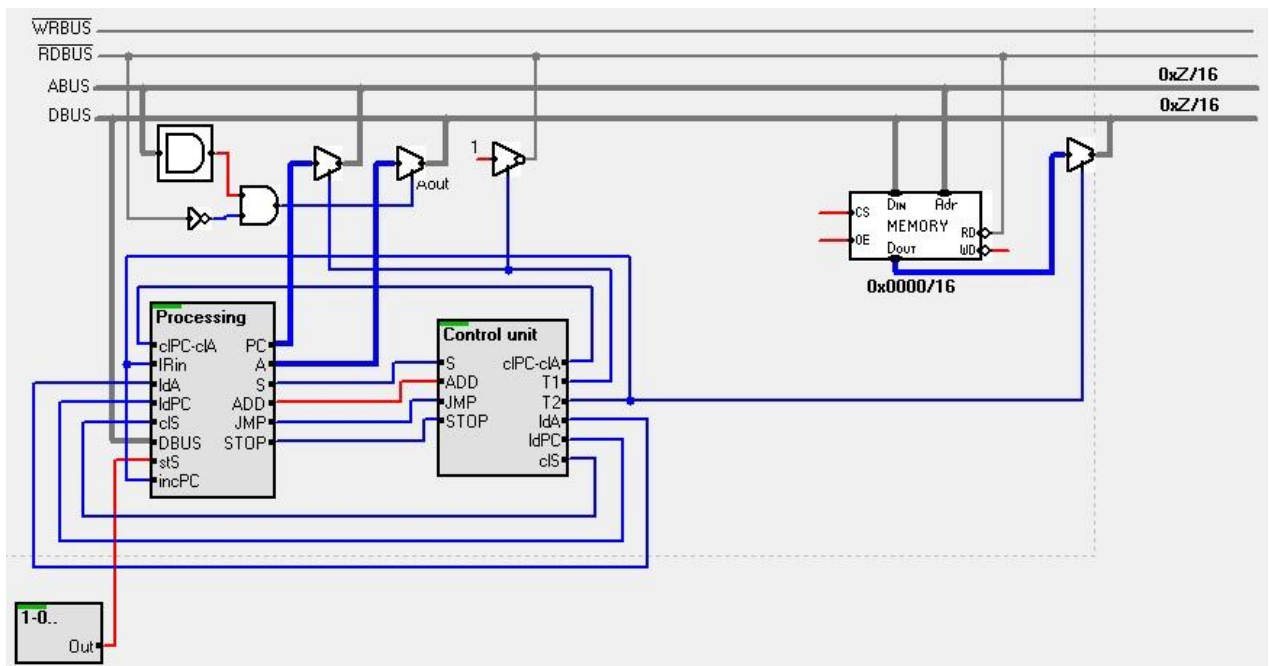 WRBUS
RDBUS
ABUS
DBUS
0xZ/16
0xZ/16
1
Aout
CS
OE
DIN
Adr
MEMORY
DOUT
RD
WD
0x0000/16
Processing
clPC-clA
IRin
ldA
ldPC
clS
DBUS
stS
incPC
PC
A
S
ADD
JMP
STOP
Control unit
S
ADD
JMP
STOP
clPC-clA
T1
T2
ldA
ldPC
clS
1-0..
Out